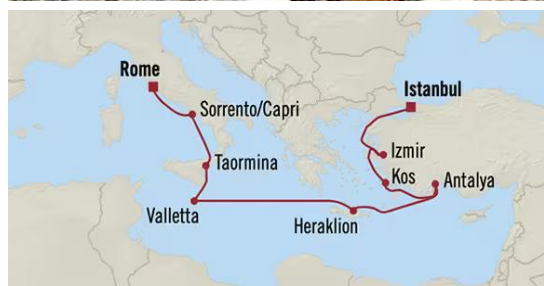 Rome
Istanbul
Sorrento/Capri
Izmir
Taormina
Kos
Antalya
Valletta
Heraklion